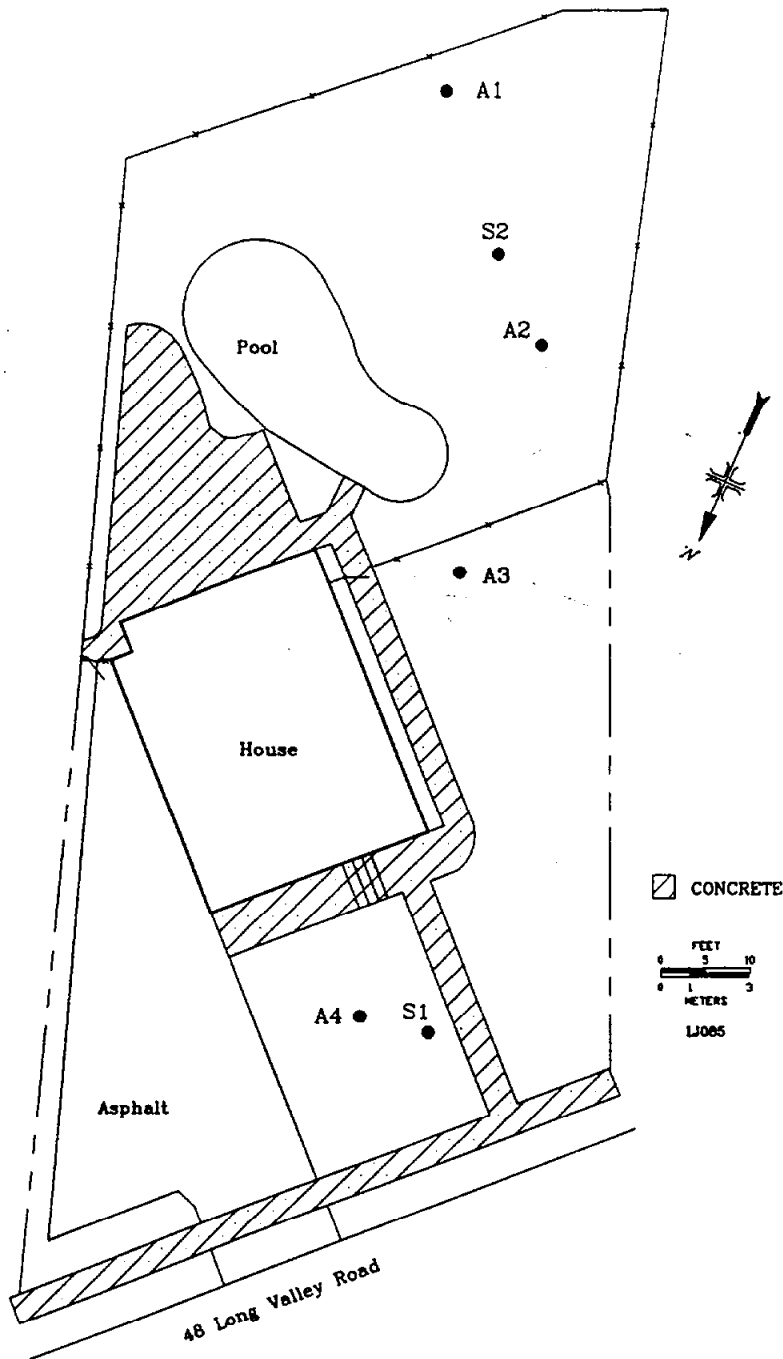 A1
S2
A2
Pool
N
A3
House
CONCRETE
FEET
0 5 10
0 1 3
METERS
LJ085
A4 S1
Asphalt
48 Long Valley Road